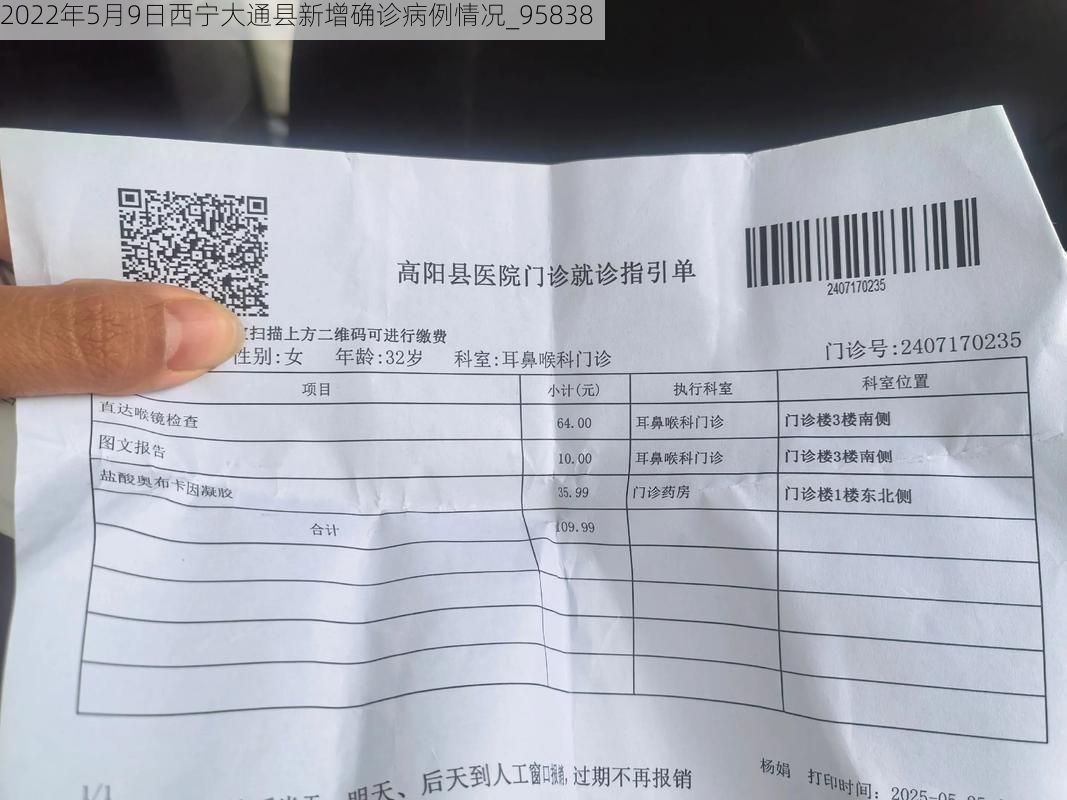 2022年5月9日西宁大通县新增确诊病例情况_95838
高阳县医院门诊就诊指引单
2407170235
扫描上方二维码可进行缴费
性别:女 年龄:32岁 科室:耳鼻喉科门诊 门诊号:2407170235
项目 小计(元) 执行科室 科室位置
直达喉镜检查 64.00 耳鼻喉科门诊 门诊楼3楼南侧
图文报告 10.00 耳鼻喉科门诊 门诊楼3楼南侧
盐酸奥布卡因凝胶 35.99 门诊药房 门诊楼1楼东北侧
合计 109.99
明天、后天到人工窗口报销,过期不再报销
杨娟 打印时间: 2025-05
1/1